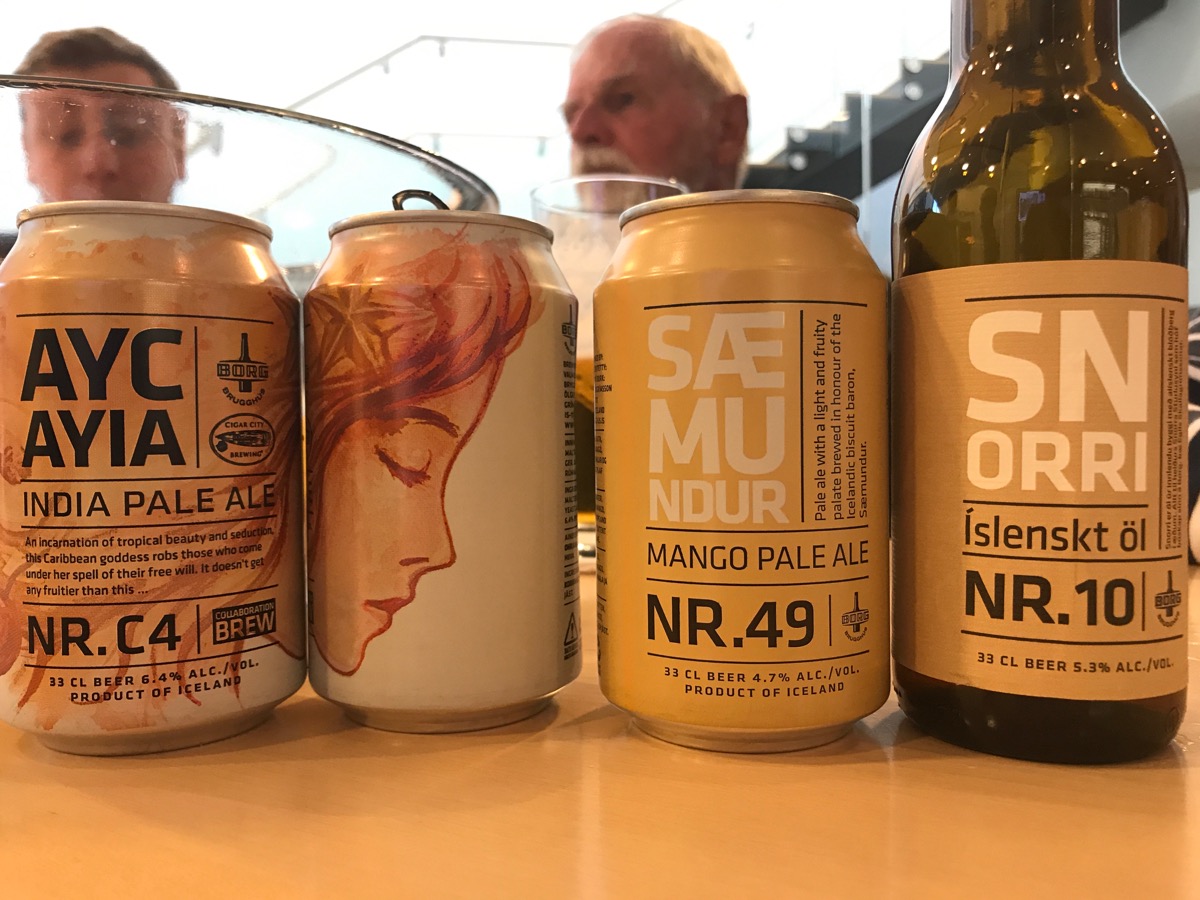 AYC
AYIA
BORG
BRUGGHÚS
CIGAR CITY
BREWING
INDIA PALE ALE
An incarnation of tropical beauty and seduction,
this Caribbean goddess robs those who come
under her spell of their free will. It doesn't get
any fruitier than this ...
NR.C4
COLLABORATION
BREW
33 CL BEER 6.4% ALC./VOL.
PRODUCT OF ICELAND
SÆ
MU
NDUR
Pale ale with a light and fruity
palate brewed in honour of the
Icelandic biscuit baron,
Sæmundur.
MANGO PALE ALE
NR.49
BORG
BRUGGHÚS
33 CL BEER 4.7% ALC./VOL.
PRODUCT OF ICELAND
SN
ORRI
Íslenskt öl
NR.10
BORG
33 CL BEER 5.3% ALC./VOL.